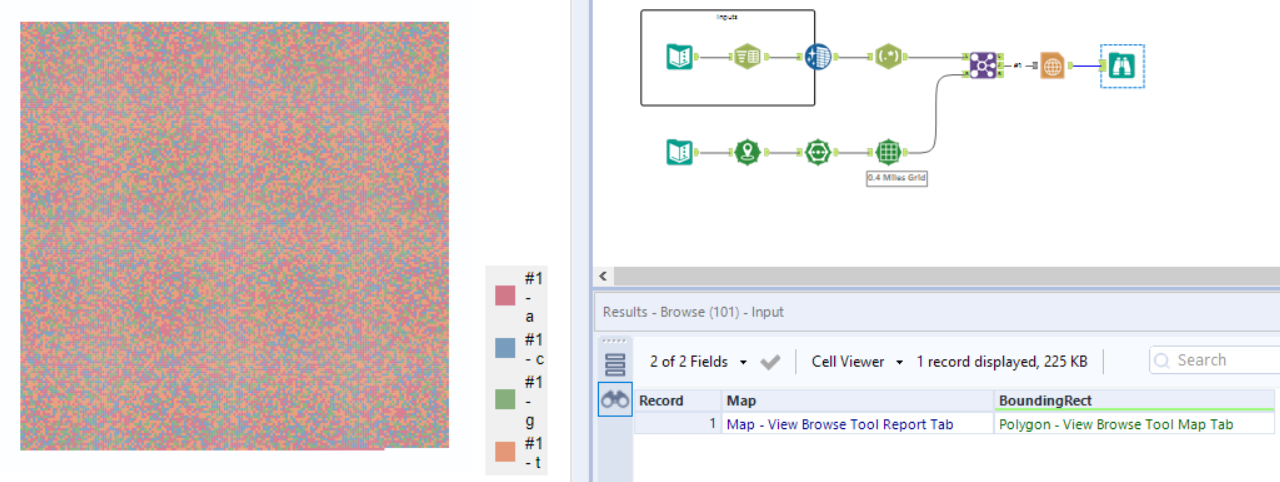 Inputs
#1
0.4 Miles Grid
#1
-
a
#1
- c
#1
-
g
#1
- t
Results - Browse (101) - Input
2 of 2 Fields
Cell Viewer
1 record displayed, 225 KB
Search
Record Map BoundingRect
1 Map - View Browse Tool Report Tab Polygon - View Browse Tool Map Tab